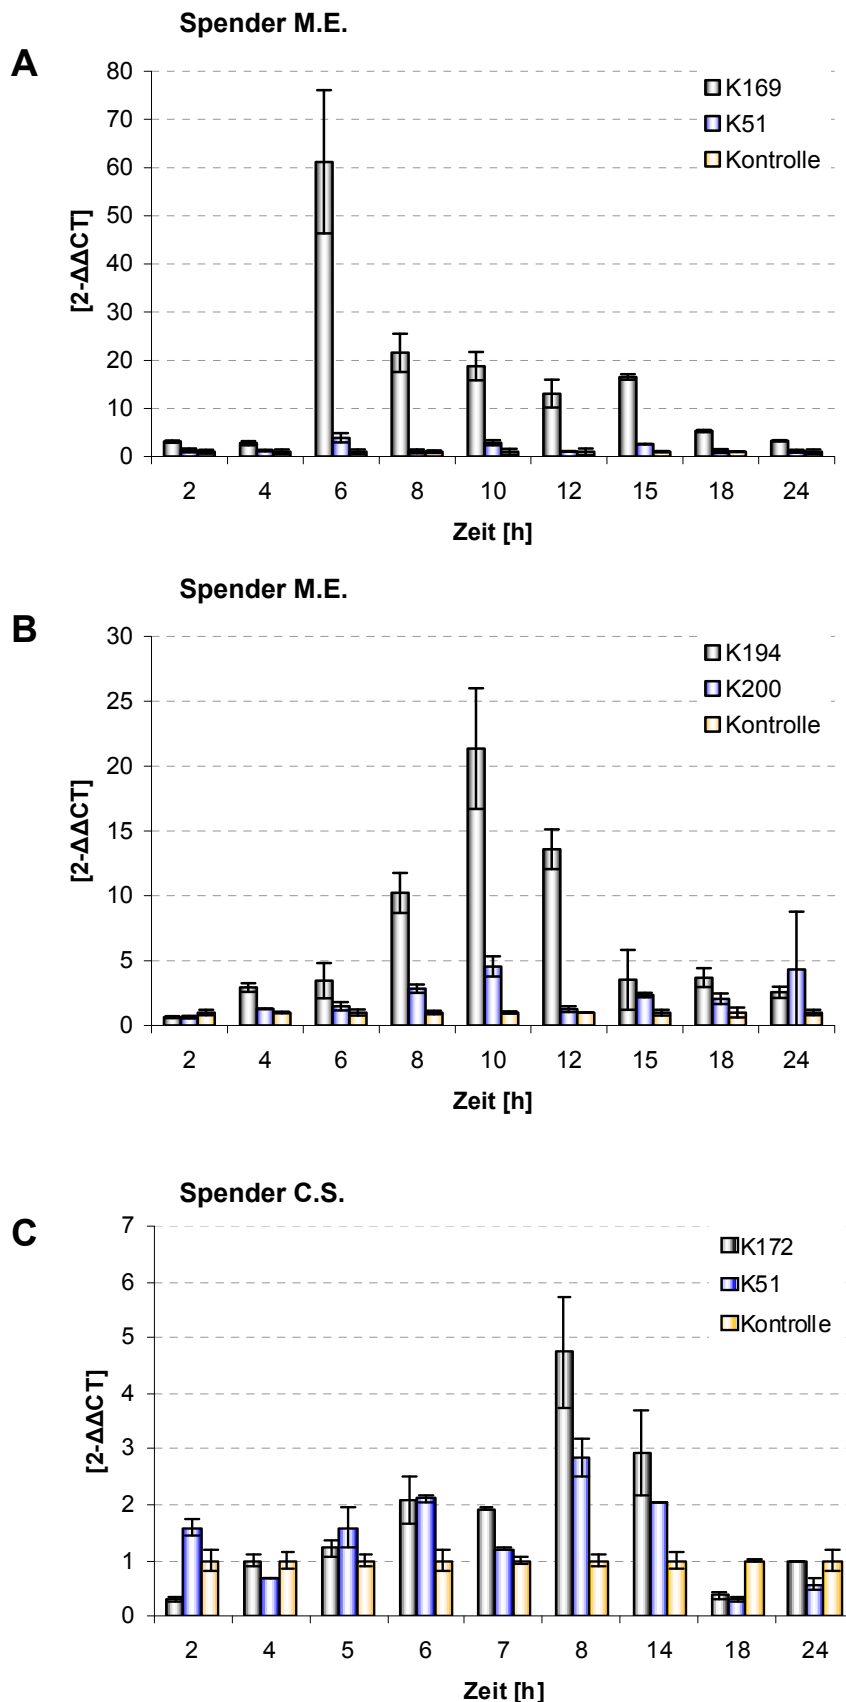 Spender M.E.
A
80
70
60
50
40
30
20
10
0
[2-ΔΔCT]
K169
K51
Kontrolle
2 4 6 8 10 12 15 18 24
Zeit [h]
Spender M.E.
B
30
25
20
15
10
5
0
[2-ΔΔCT]
K194
K200
Kontrolle
2 4 6 8 10 12 15 18 24
Zeit [h]
Spender C.S.
C
7
6
5
4
3
2
1
0
[2-ΔΔCT]
K172
K51
Kontrolle
2 4 5 6 7 8 14 18 24
Zeit [h]